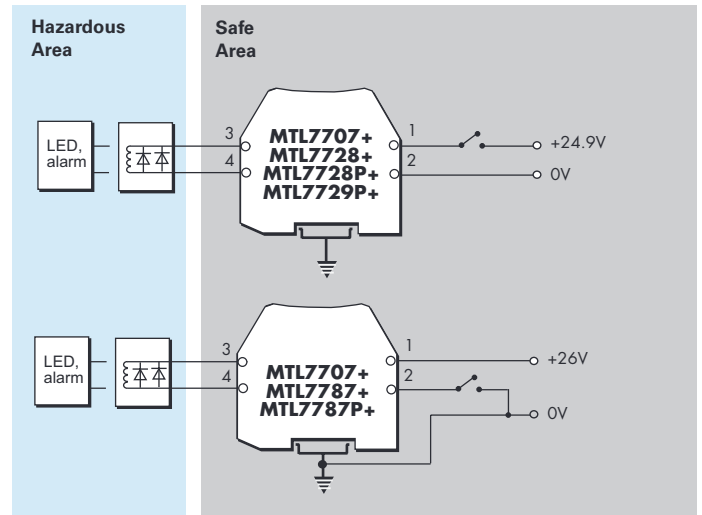 Hazardous
Area
Safe
Area
LED,
alarm
3
4
MTL7707+
MTL7728+
MTL7728P+
MTL7729P+
1
2
+24.9V
0V
LED,
alarm
3
4
MTL7707+
MTL7787+
MTL7787P+
1
2
+26V
0V